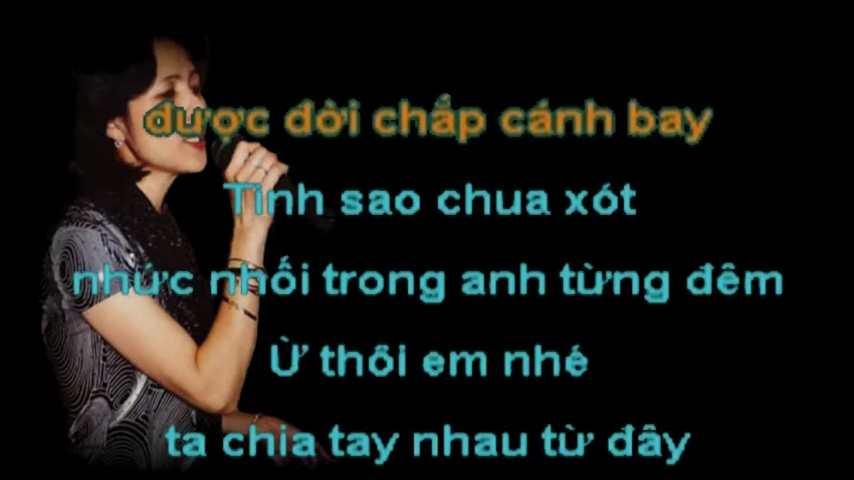 được đời chắp cánh bay
Tình sao chua xót
nhức nhối trong anh từng đêm
Ừ thôi em nhé
ta chia tay nhau từ đây